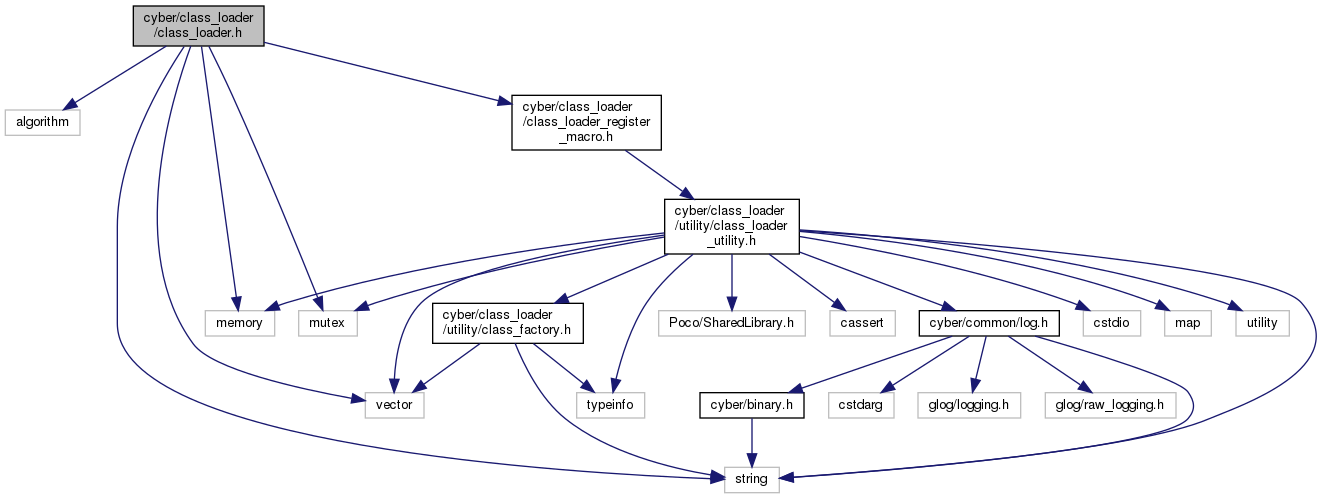 cyber/class_loader
/class_loader.h
algorithm
cyber/class_loader
/class_loader_register
_macro.h
cyber/class_loader
/utility/class_loader
_utility.h
memory
mutex
cyber/class_loader
/utility/class_factory.h
Poco/SharedLibrary.h
cassert
cyber/common/log.h
cstdio
map
utility
vector
typeinfo
cyber/binary.h
cstdarg
glog/logging.h
glog/raw_logging.h
string